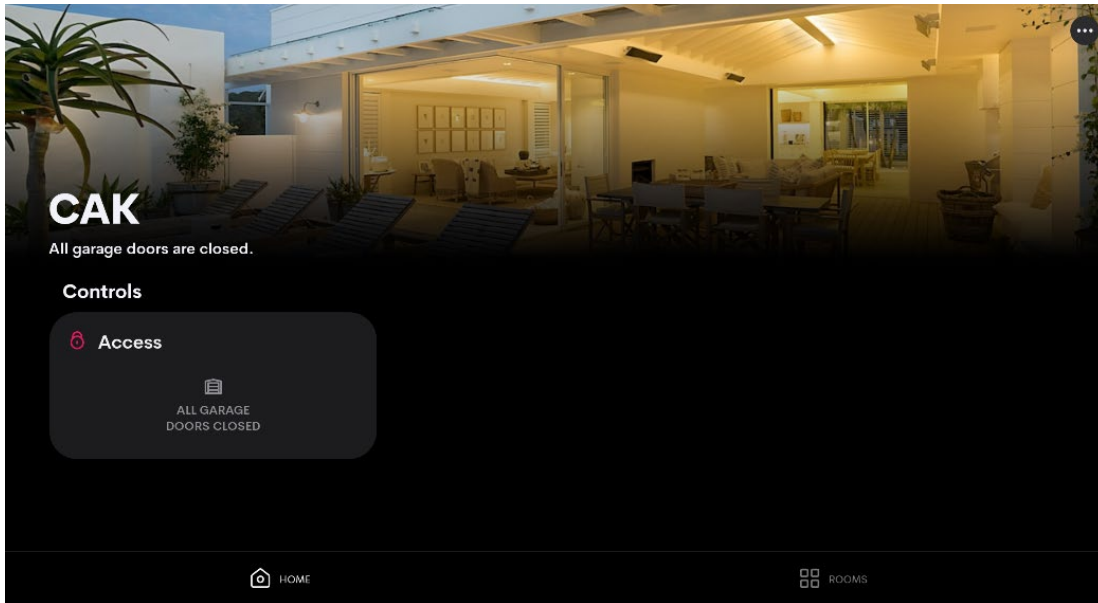 CAK
All garage doors are closed.
Controls
Access
ALL GARAGE
DOORS CLOSED
HOME
ROOMS